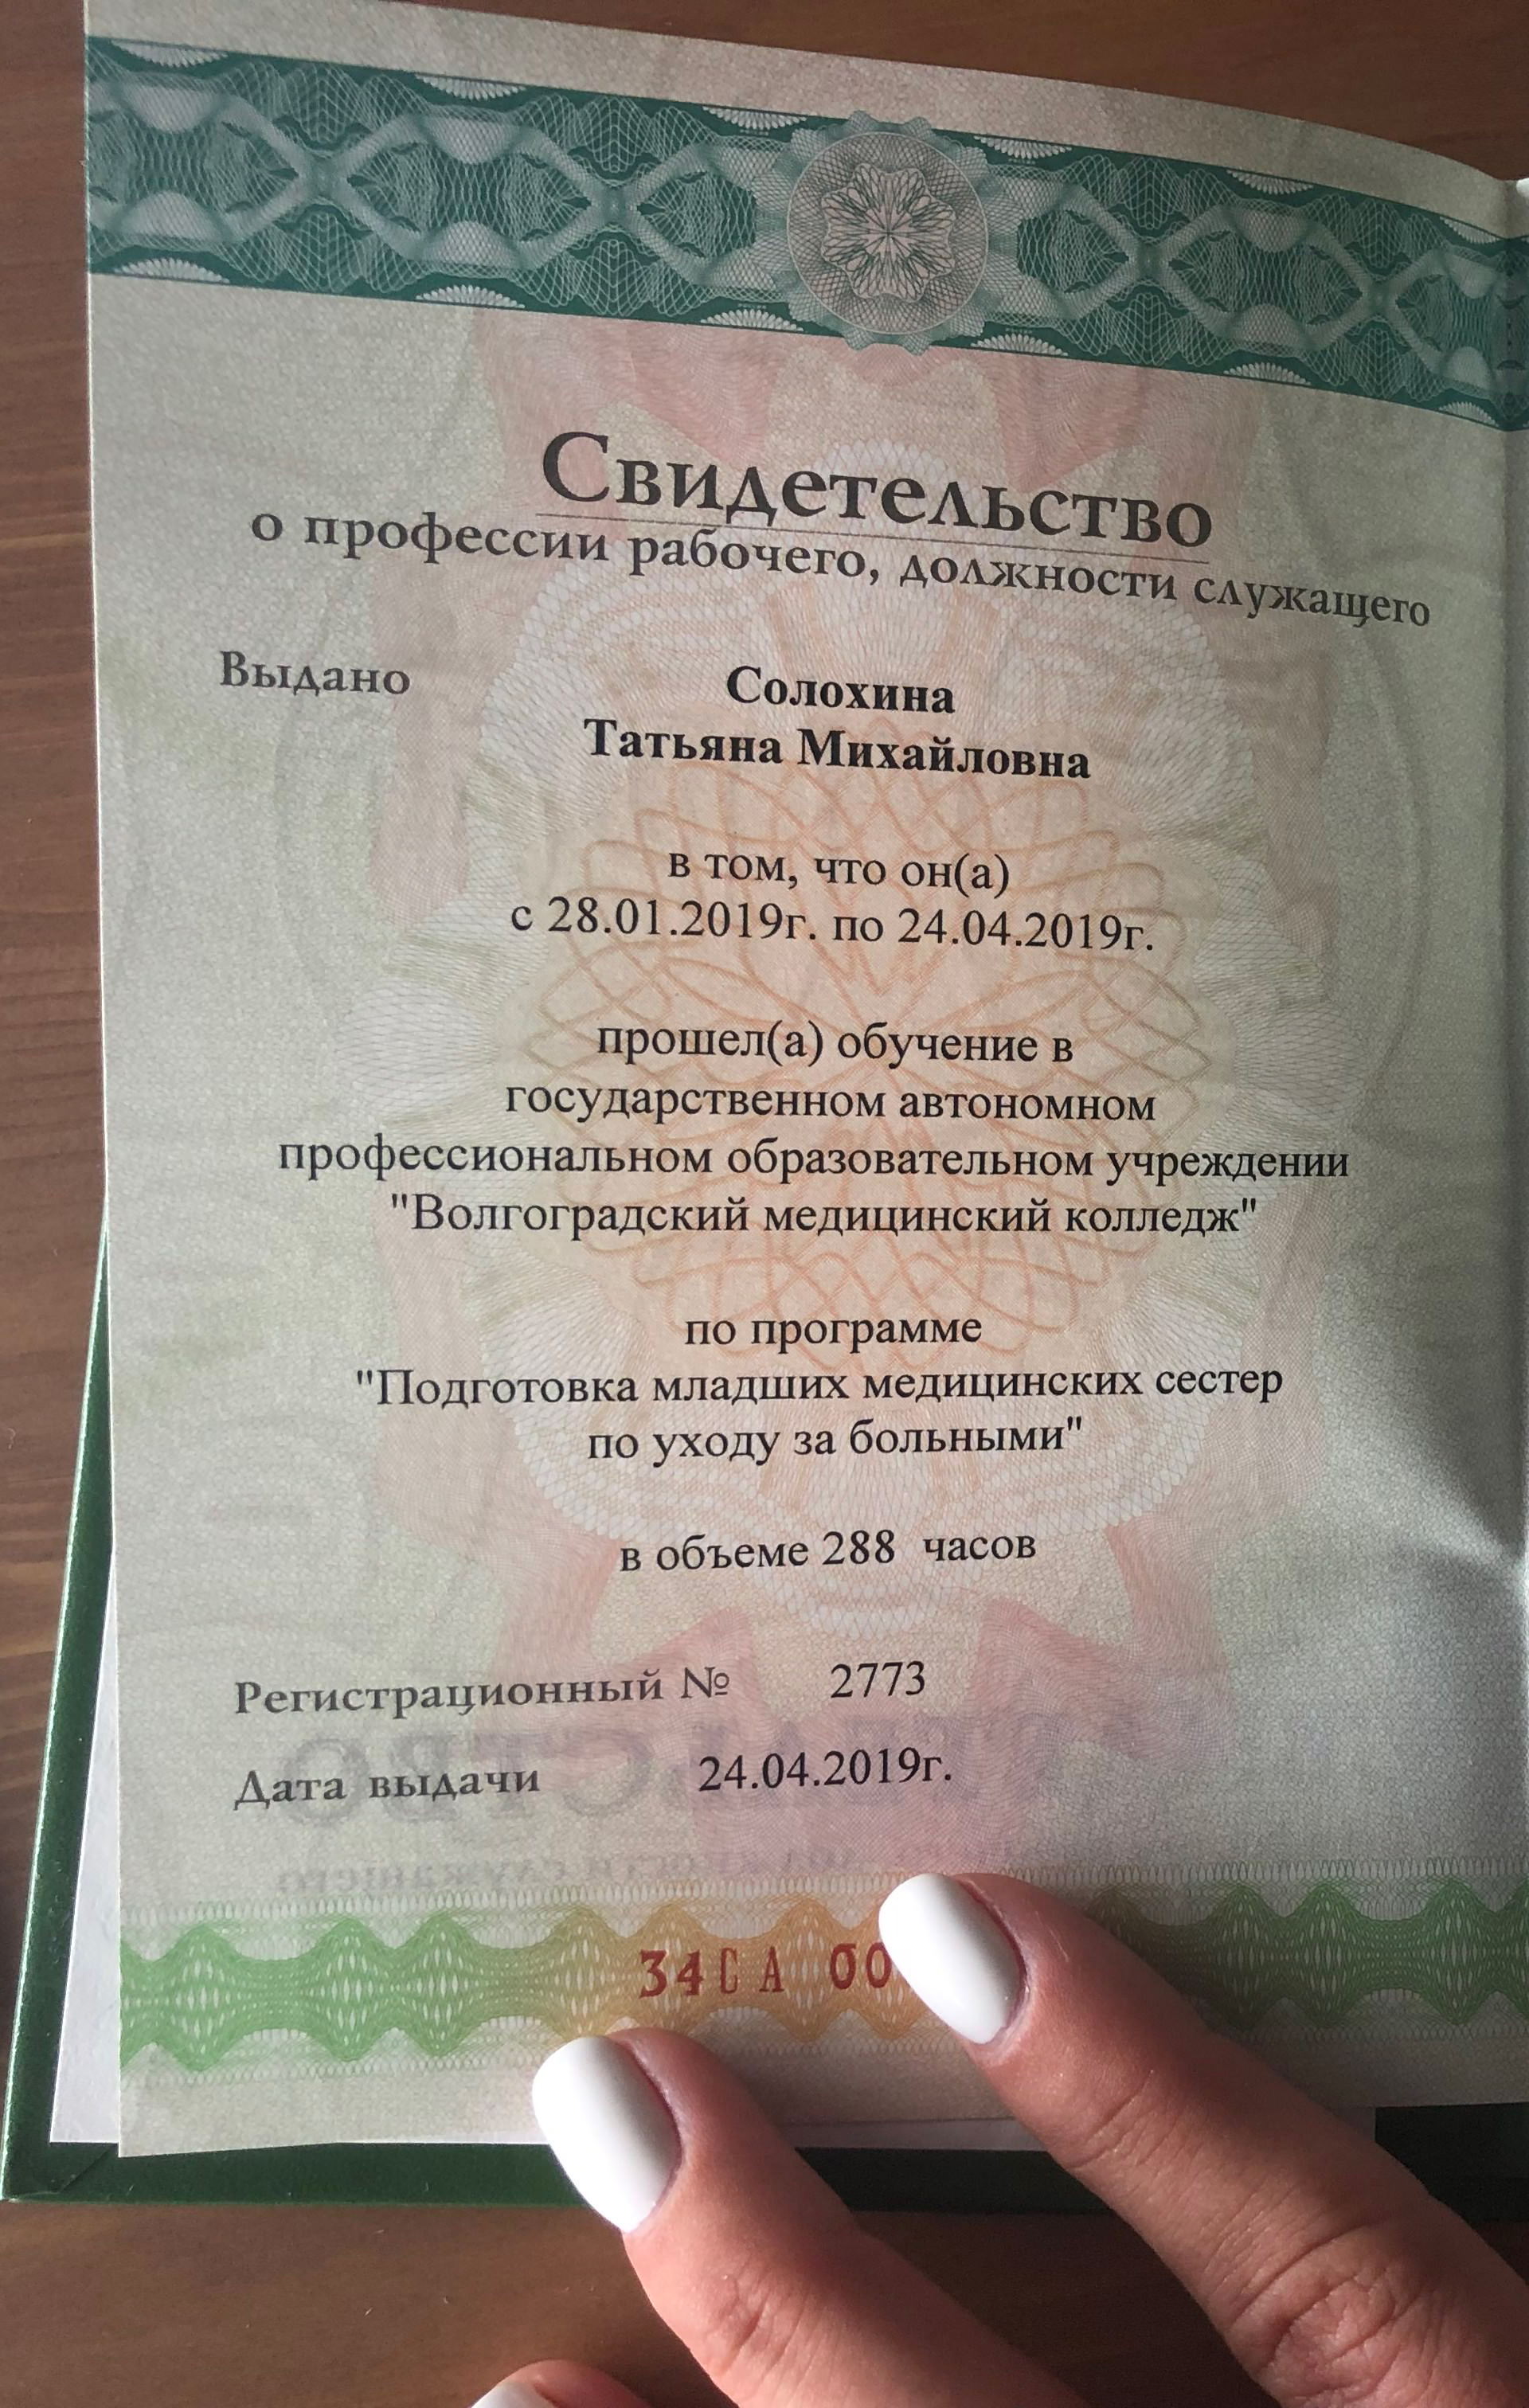 Свидетельство
о профессии рабочего, должности служащего
Выдано Солохина
Татьяна Михайловна
в том, что он(а)
с 28.01.2019г. по 24.04.2019г.
прошел(а) обучение в
государственном автономном
профессиональном образовательном учреждении
"Волгоградский медицинский колледж"
по программе
"Подготовка младших медицинских сестер
по уходу за больными"
в объеме 288 часов
Регистрационный № 2773
Дата выдачи 24.04.2019г.
34СА 00